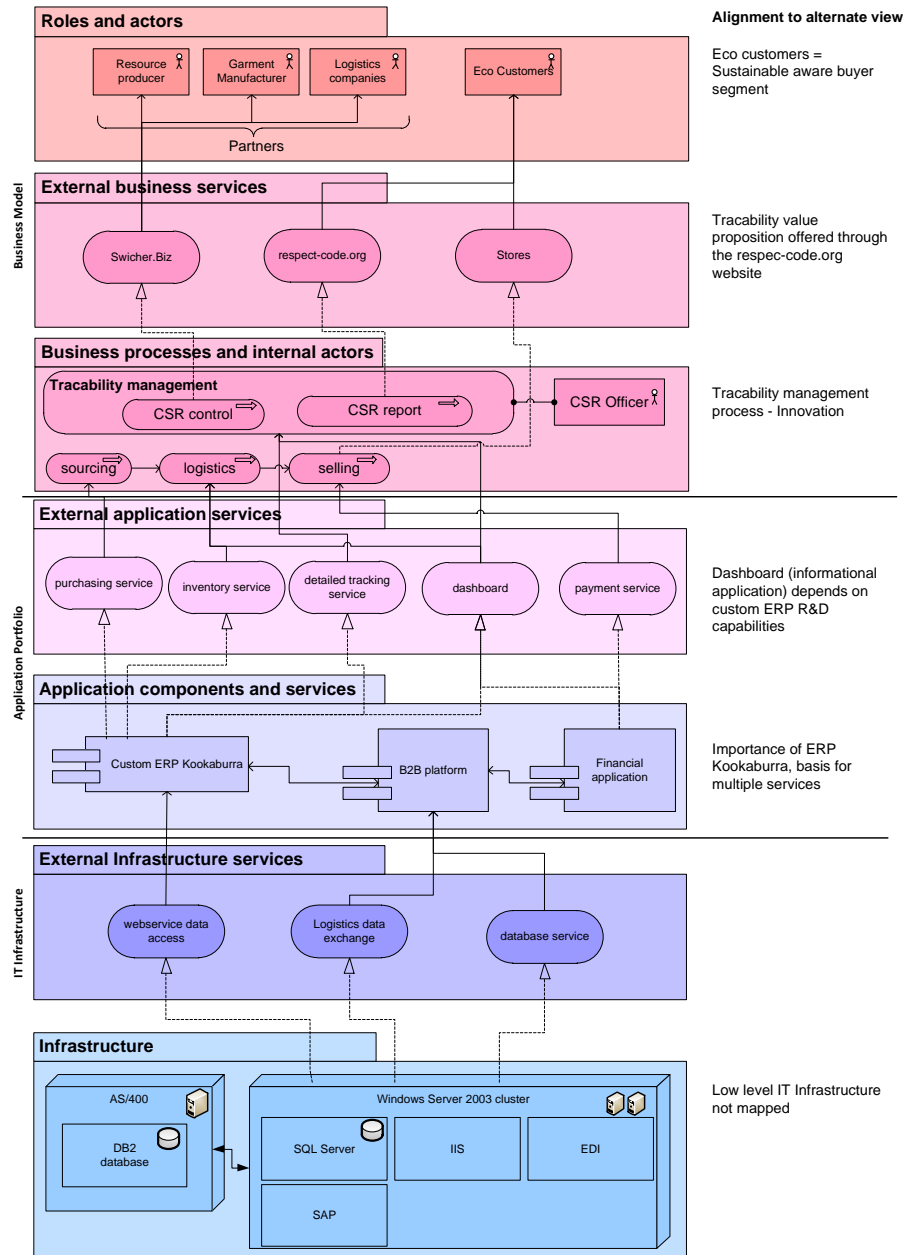 Roles and actors
Alignment to alternate view
Resource
producer
Garment
Manufacturer
Logistics
companies
Eco Customers
Eco customers =
Sustainable aware buyer
segment
Partners
Business Model
External business services
Swicher.Biz
respect-code.org
Stores
Tracability value
proposition offered through
the respec-code.org
website
Business processes and internal actors
Tracability management
CSR control
CSR report
CSR Officer
Tracability management
process - Innovation
sourcing
logistics
selling
Application Portfolio
External application services
purchasing service
inventory service
detailed tracking
service
dashboard
payment service
Dashboard (informational
application) depends on
custom ERP R&D
capabilities
Application components and services
Custom ERP Kookaburra
B2B platform
Financial
application
Importance of ERP
Kookaburra, basis for
multiple services
IT Infrastructure
External Infrastructure services
webservice data
access
Logistics data
exchange
database service
Infrastructure
AS/400
DB2
database
Windows Server 2003 cluster
SQL Server
IIS
EDI
SAP
Low level IT Infrastructure
not mapped